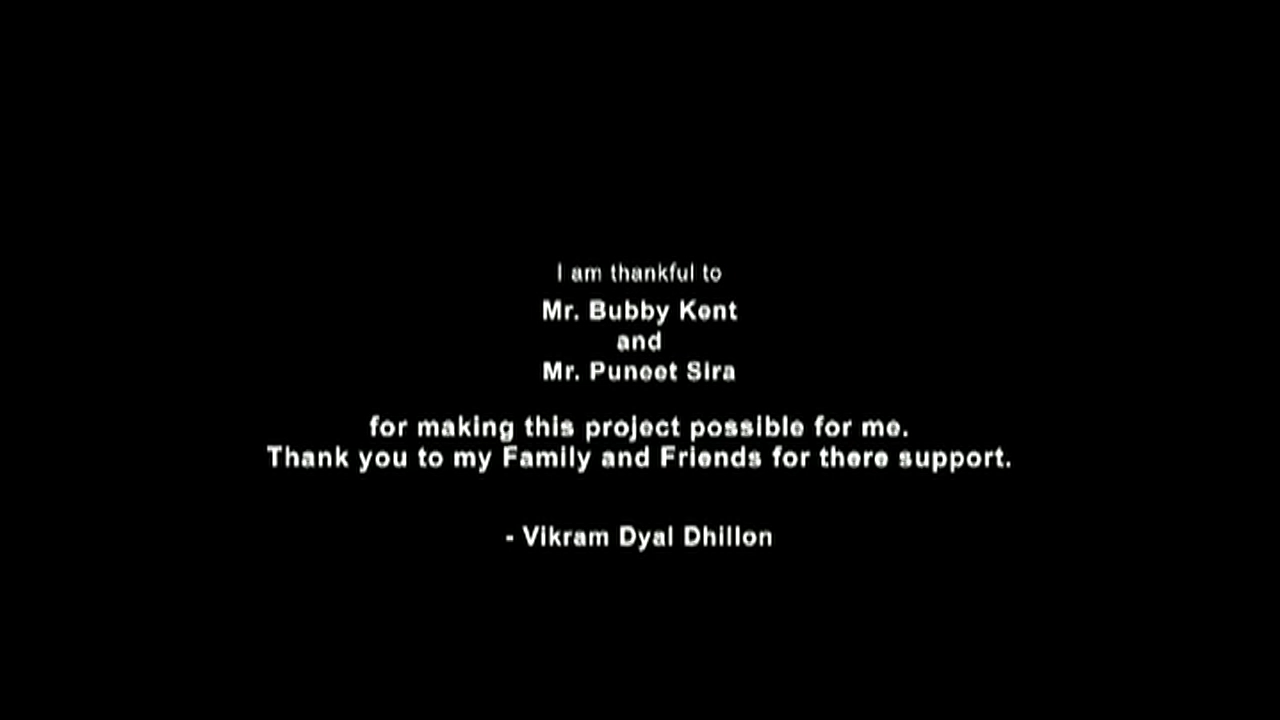 I am thankful to
Mr. Bubby Kent
and
Mr. Puneet Sira
for making this project possible for me.
Thank you to my Family and Friends for there support.
- Vikram Dyal Dhillon